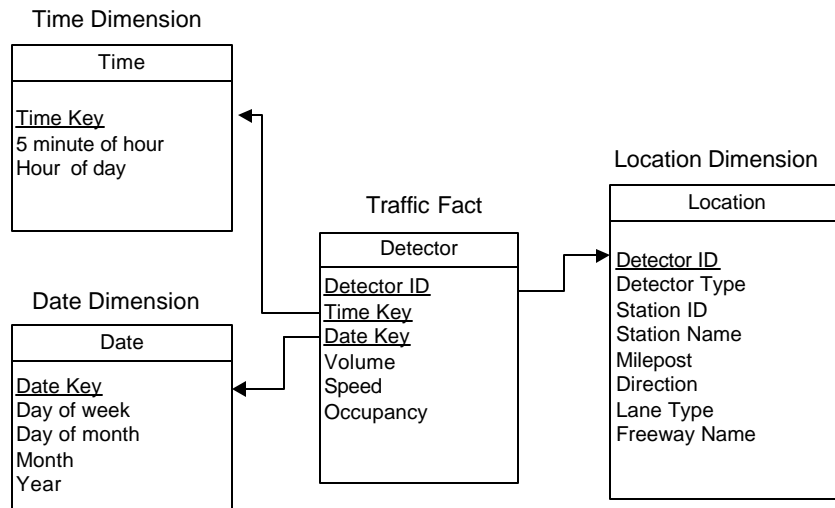 Time Dimension
Time
Time Key
5 minute of hour
Hour of day
Date Dimension
Date
Date Key
Day of week
Day of month
Month
Year
Traffic Fact
Detector
Detector ID
Time Key
Date Key
Volume
Speed
Occupancy
Location Dimension
Location
Detector ID
Detector Type
Station ID
Station Name
Milepost
Direction
Lane Type
Freeway Name